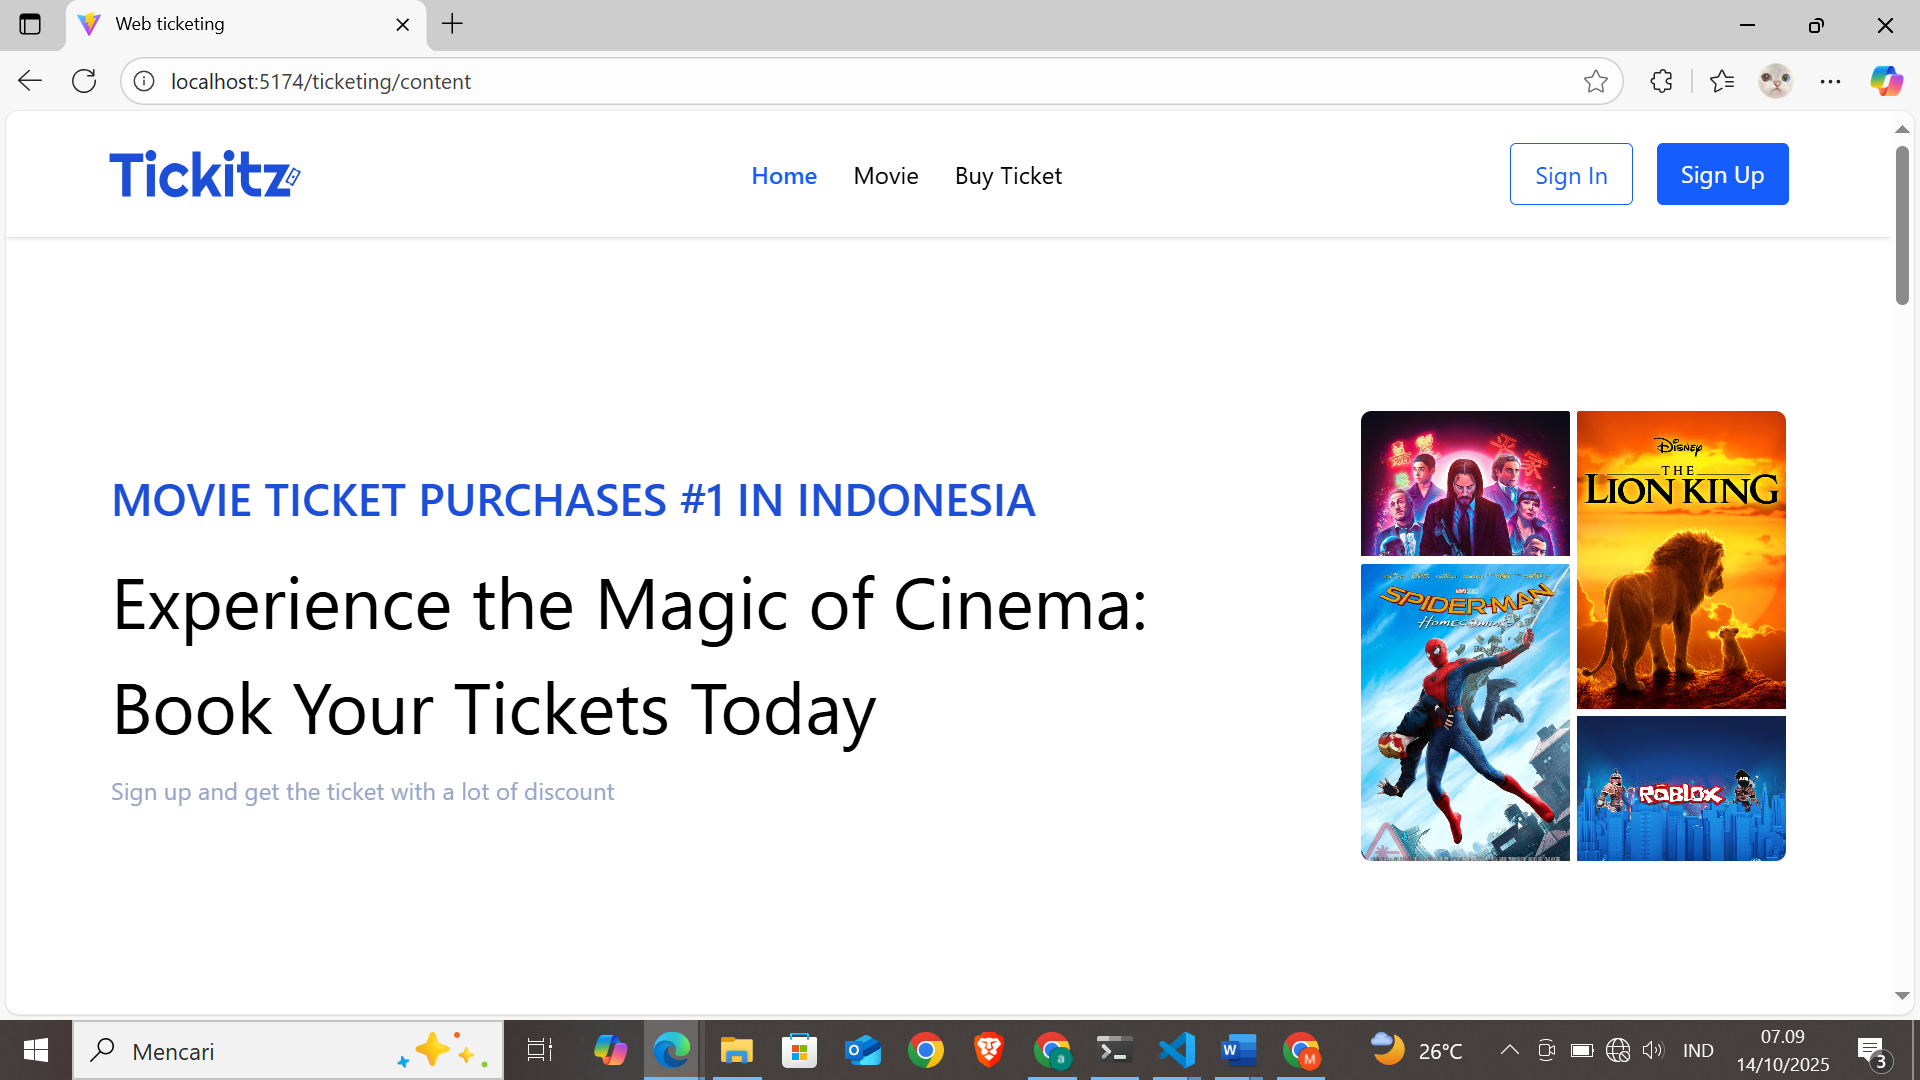 Web ticketing
localhost:5174/ticketing/content
Tickitz
Home
Movie
Buy Ticket
Sign In
Sign Up
MOVIE TICKET PURCHASES #1 IN INDONESIA
Experience the Magic of Cinema:
Book Your Tickets Today
Sign up and get the ticket with a lot of discount
DISNEY
THE
LION KING
SPIDER-MAN
HOMECOMING
ROBLOX
Mencari
26°C
IND
07.09
14/10/2025
3